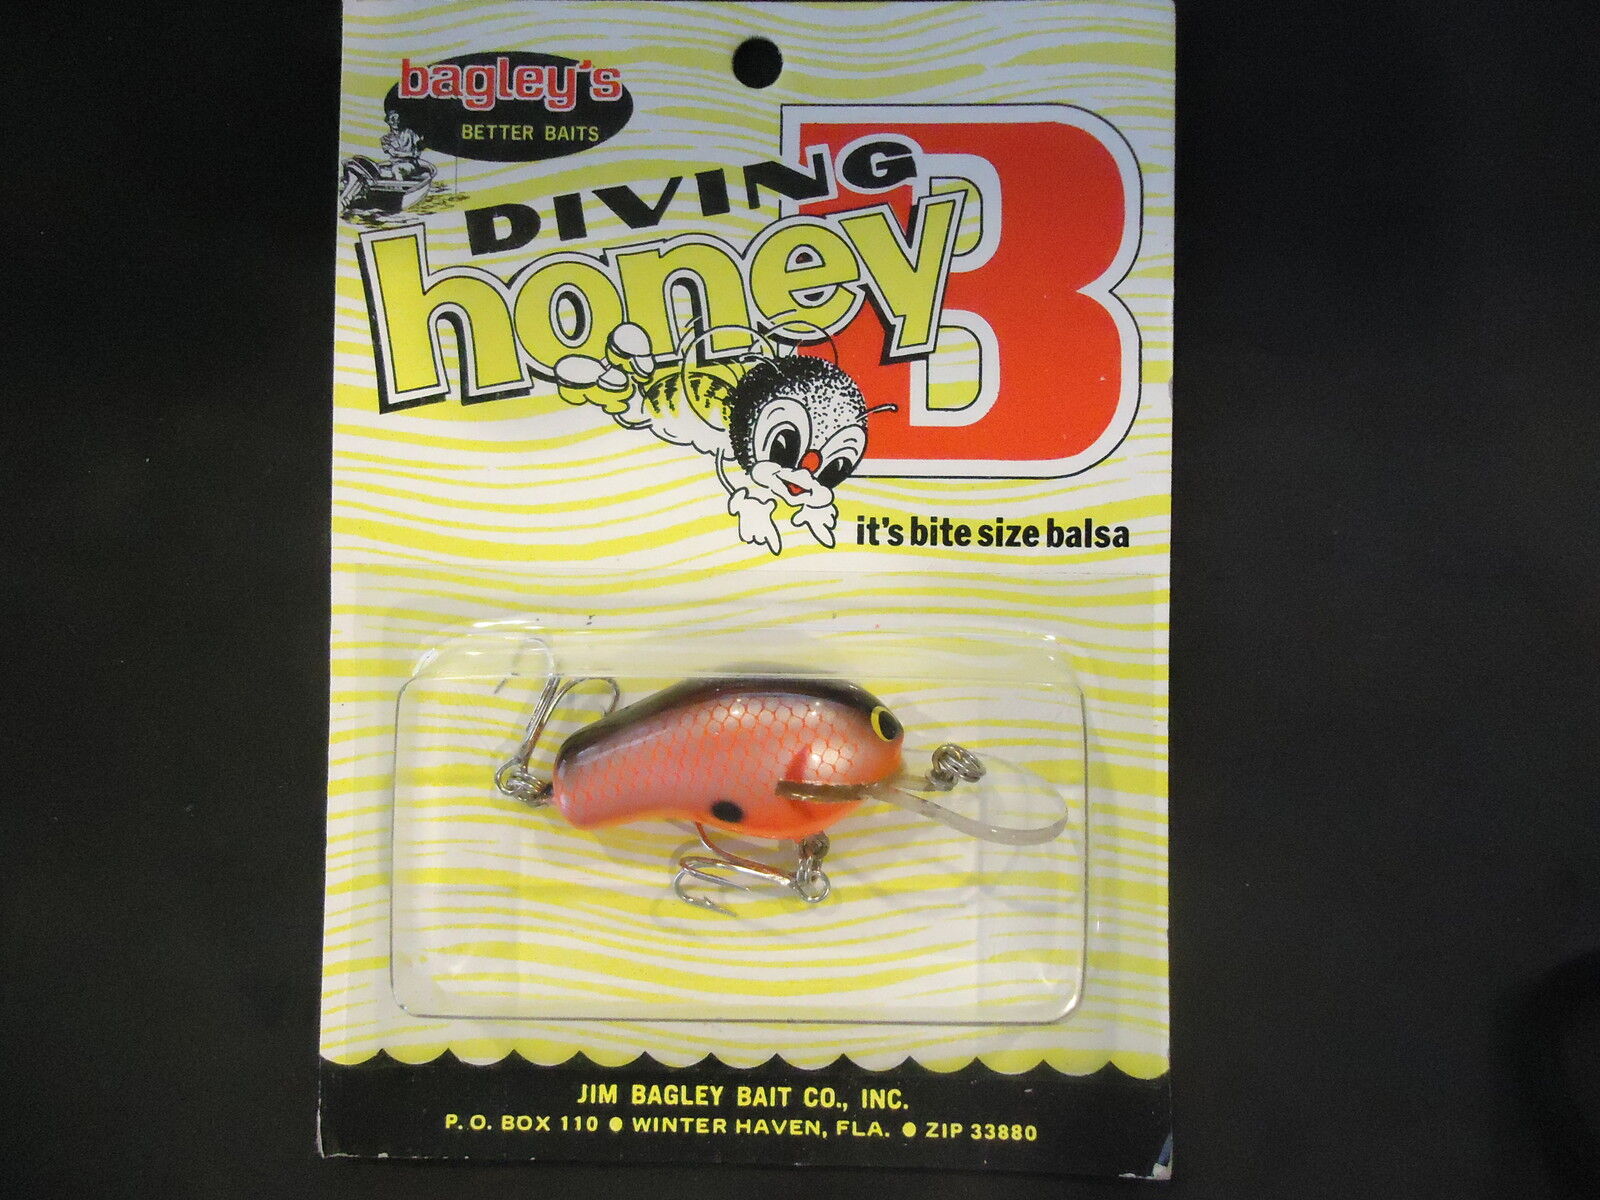 bagley's
BETTER BAITS
DIVING
honey B
it's bite size balsa
JIM BAGLEY BAIT CO., INC.
P.O. BOX 110 ● WINTER HAVEN, FLA. ● ZIP 33880